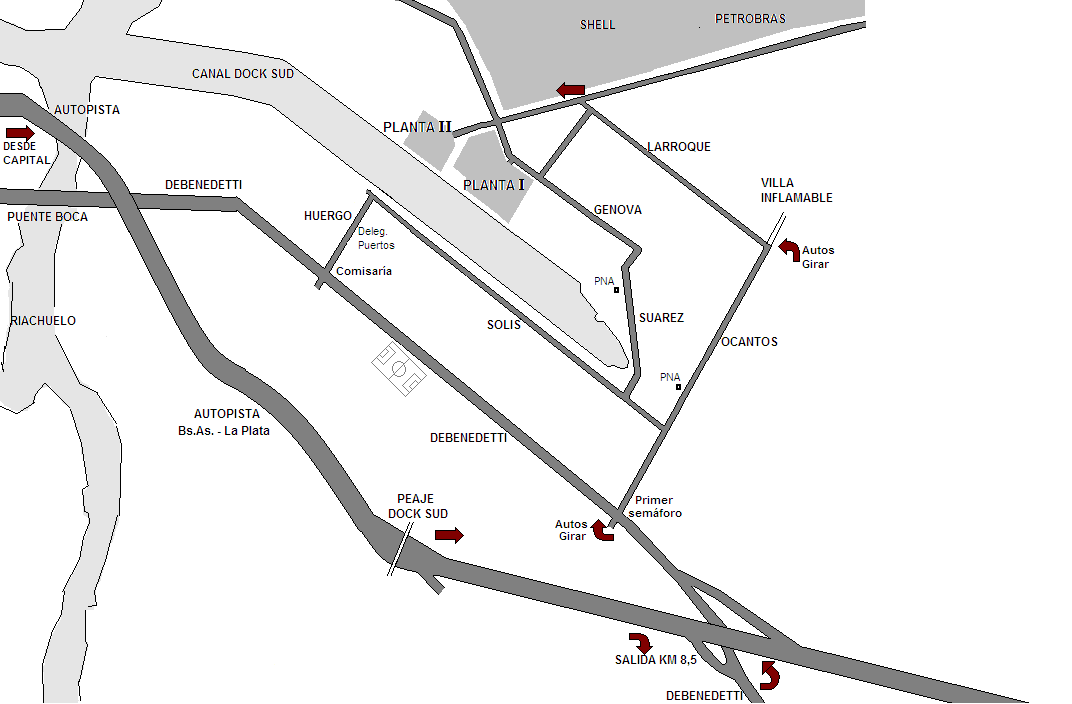 SHELL
PETROBRAS
CANAL DOCK SUD
AUTOPISTA
PLANTA II
DESDE
CAPITAL
LARROQUE
DEBENEDETTI
PLANTA I
VILLA
INFLAMABLE
PUENTE BOCA
HUERGO
GENOVA
Deleg.
Puertos
Autos
Girar
Comisaría
PNA
RIACHUELO
SOLIS
SUAREZ
OCANTOS
PNA
AUTOPISTA
Bs.As. - La Plata
DEBENEDETTI
PEAJE
DOCK SUD
Primer
semáforo
Autos
Girar
SALIDA KM 8,5
DEBENEDETTI